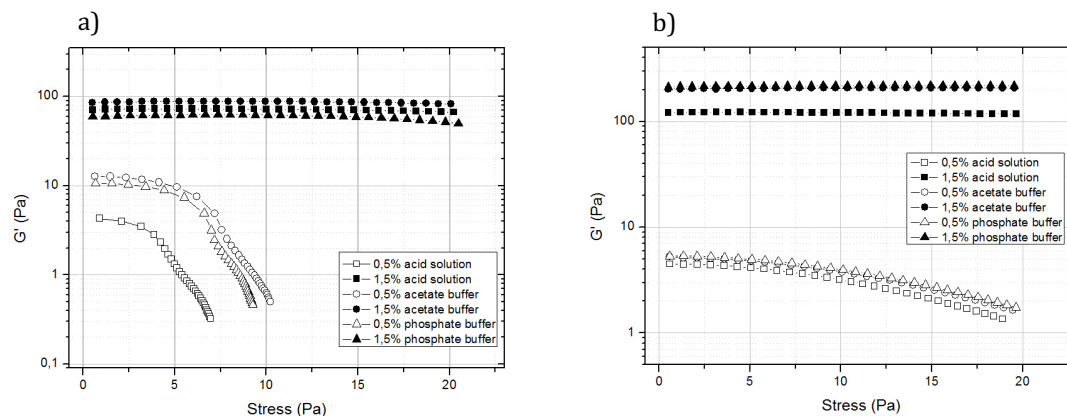 a)
G' (Pa)
100
10
1
0,1
0,5% acid solution
1,5% acid solution
0,5% acetate buffer
1,5% acetate buffer
0,5% phosphate buffer
1,5% phosphate buffer
0 5 10 15 20
Stress (Pa)
b)
G' (Pa)
100
10
1
0,5% acid solution
1,5% acid solution
0,5% acetate buffer
1,5% acetate buffer
0,5% phosphate buffer
1,5% phosphate buffer
0 5 10 15 20
Stress (Pa)